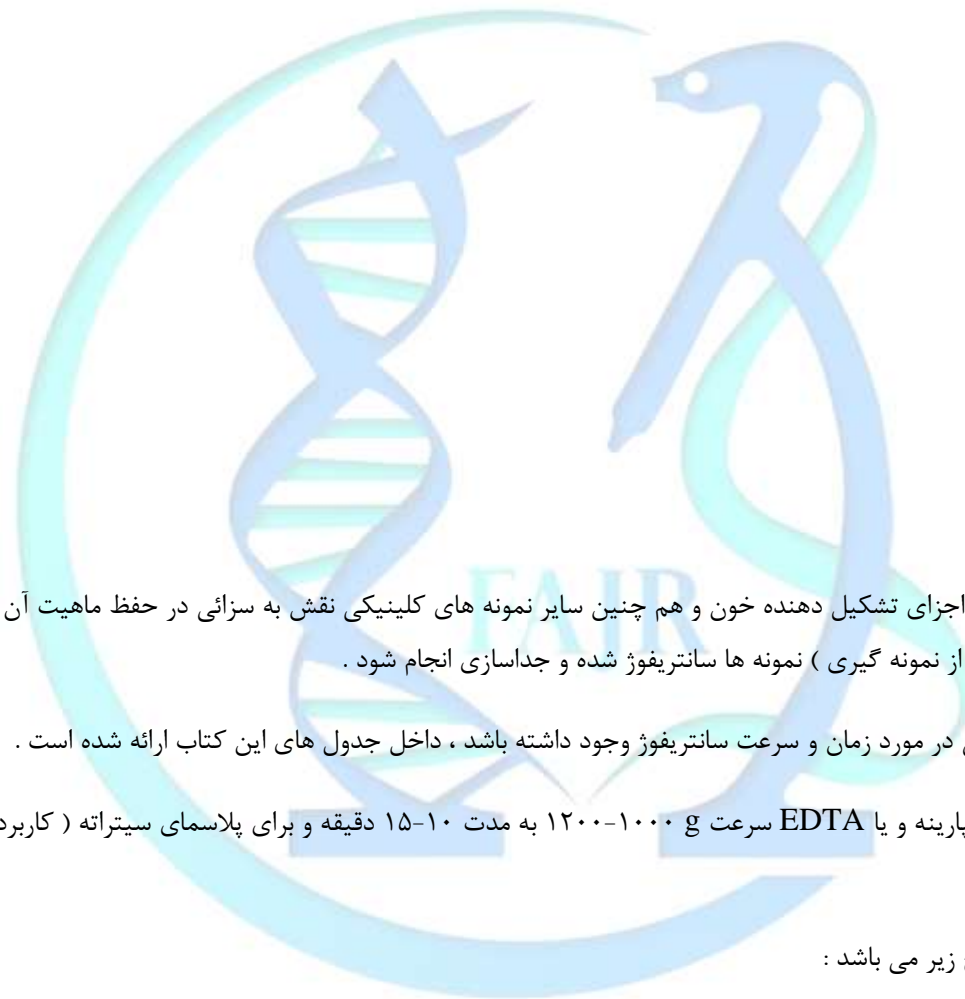 FAJR
اجزای تشکیل دهنده خون و هم چنین سایر نمونه های کلینیکی نقش به سزائی در حفظ ماهیت آن
از نمونه گیری ) نمونه ها سانتریفوژ شده و جداسازی انجام شود .
در مورد زمان و سرعت سانتریفوژ وجود داشته باشد ، داخل جدول های این کتاب ارائه شده است .
پارینه و یا EDTA سرعت g ۱۰۰۰-۱۲۰۰ به مدت ۱۰-۱۵ دقیقه و برای پلاسمای سیتراته ( کاربرد
زیر می باشد :